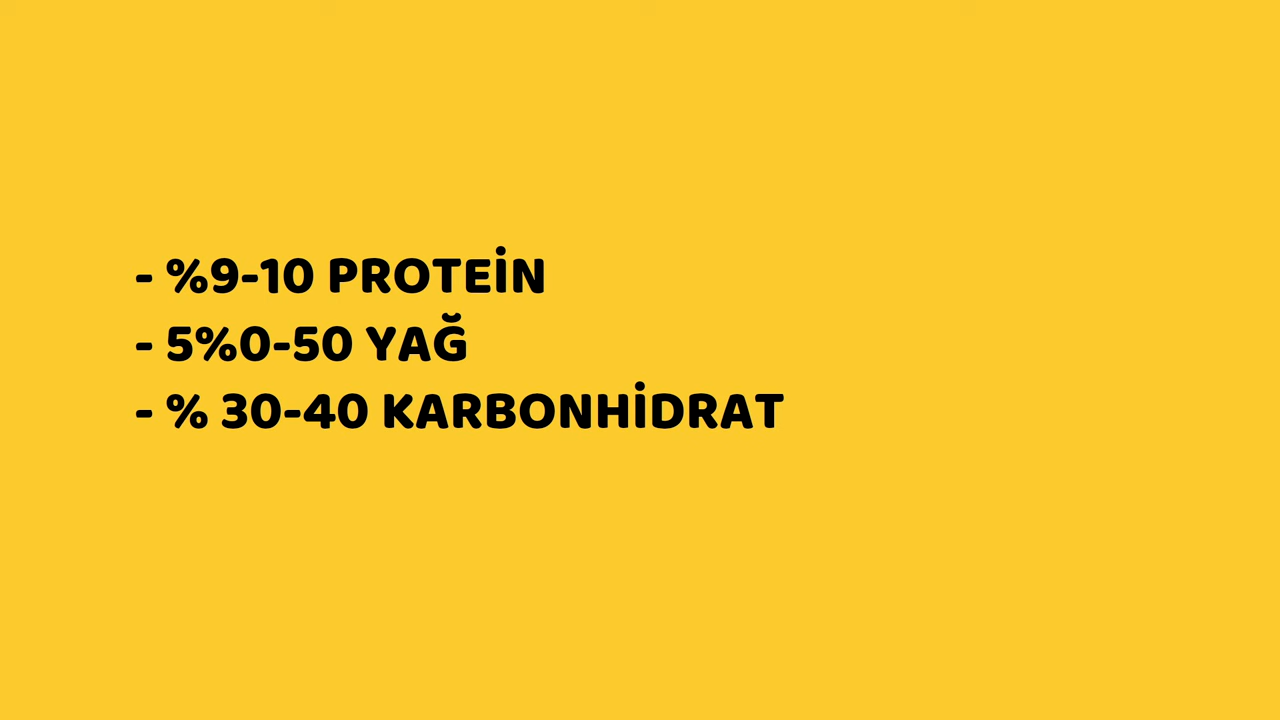 - %9-10 PROTEİN
- 5%0-50 YAĞ
- % 30-40 KARBONHİDRAT